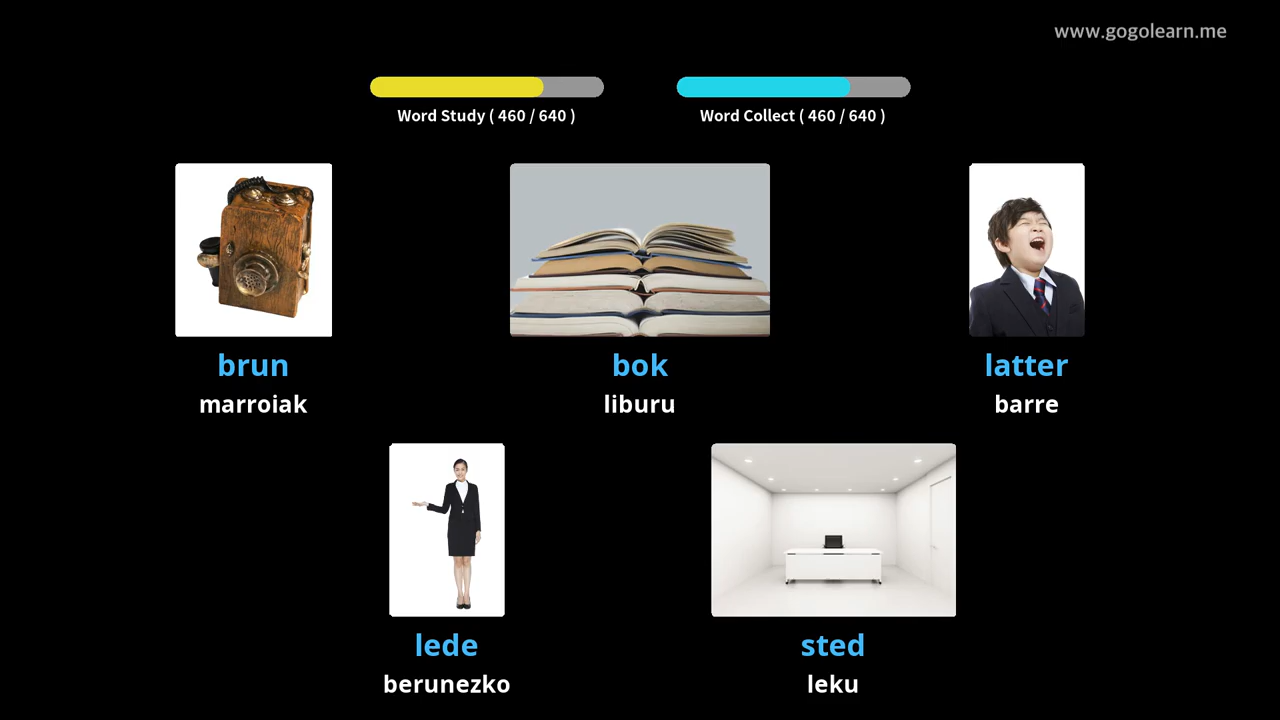 www.gogolearn.me
Word Study ( 460 / 640 )
Word Collect ( 460 / 640 )
brun
marroiak
bok
liburu
latter
barre
lede
berunezko
sted
leku